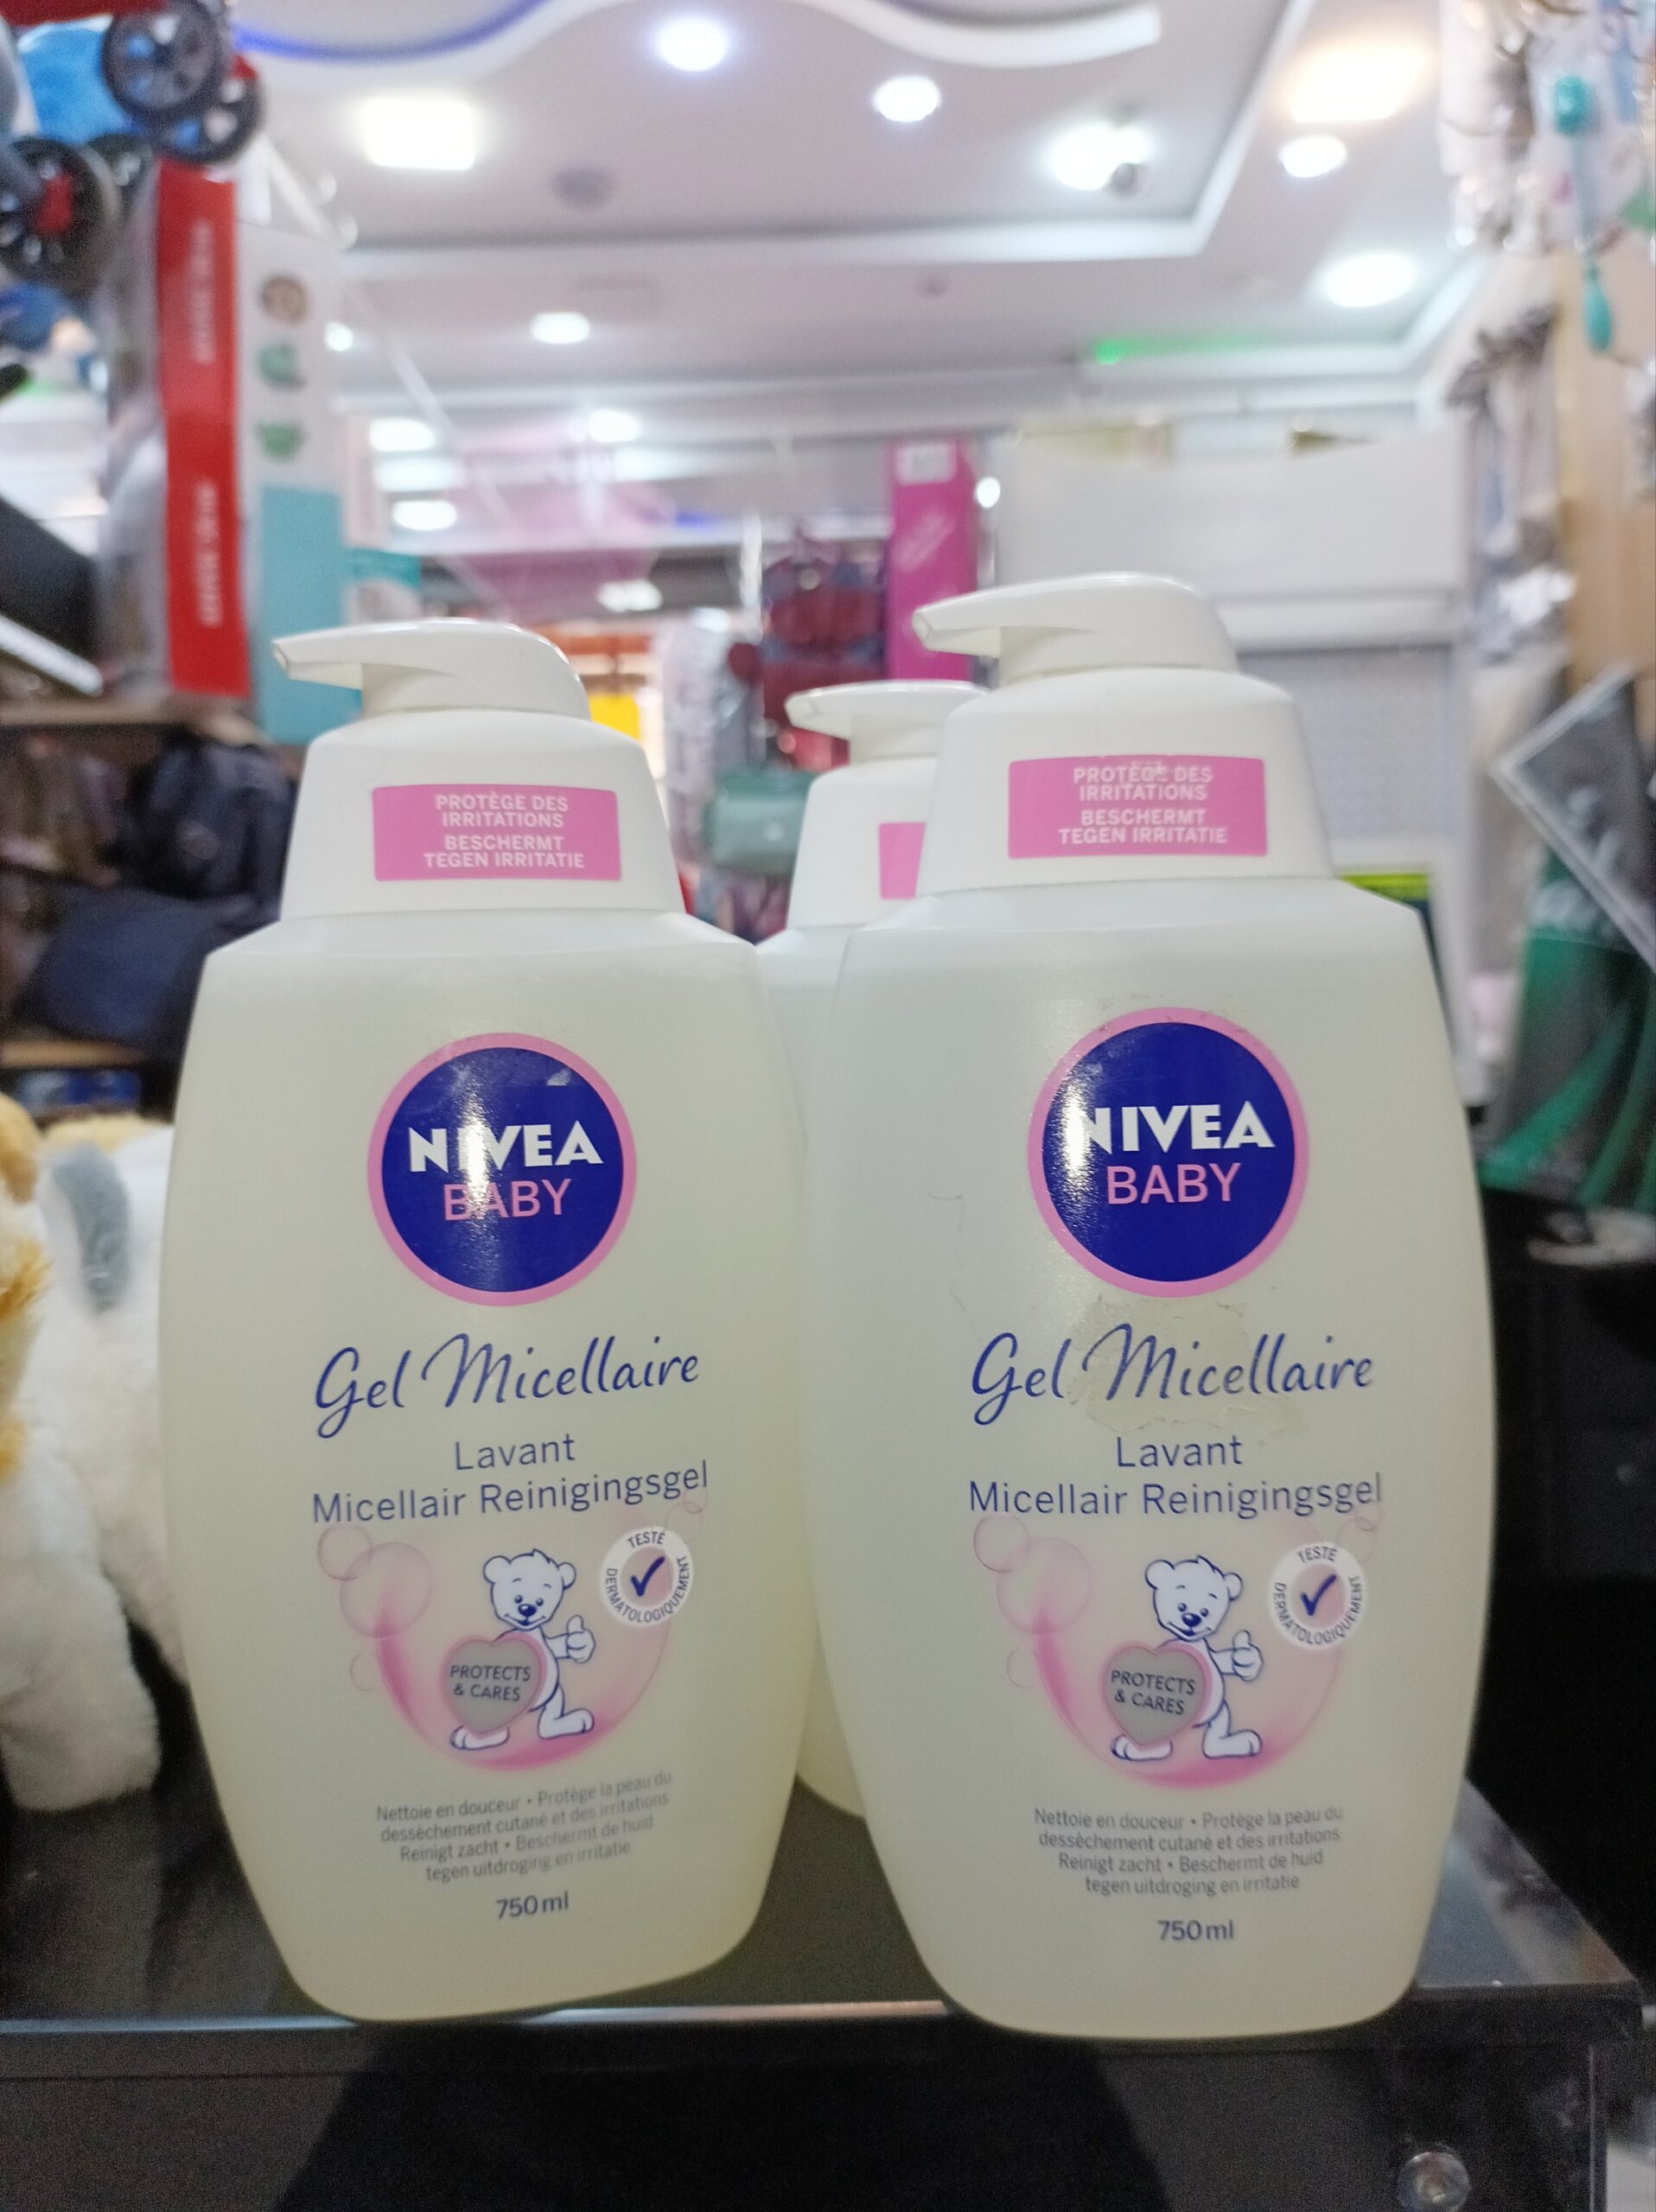 PROTÈGE DES
IRRITATIONS
BESCHERMT
TEGEN IRRITATIE
NIVEA
BABY
Gel Micellaire
Lavant
Micellair Reinigingsgel
TESTÉ
DERMATOLOGIQUEMENT
PROTECTS
& CARES
Nettoie en douceur • Protège la peau du
dessèchement cutané et des irritations
Reinigt zacht • Beschermt de huid
tegen uitdroging en irritatie
750 ml
PROTÈGE DES
IRRITATIONS
BESCHERMT
TEGEN IRRITATIE
NIVEA
BABY
Gel Micellaire
Lavant
Micellair Reinigingsgel
TESTÉ
DERMATOLOGIQUEMENT
PROTECTS
& CARES
Nettoie en douceur • Protège la peau du
dessèchement cutané et des irritations
Reinigt zacht • Beschermt de huid
tegen uitdroging en irritatie
750 ml